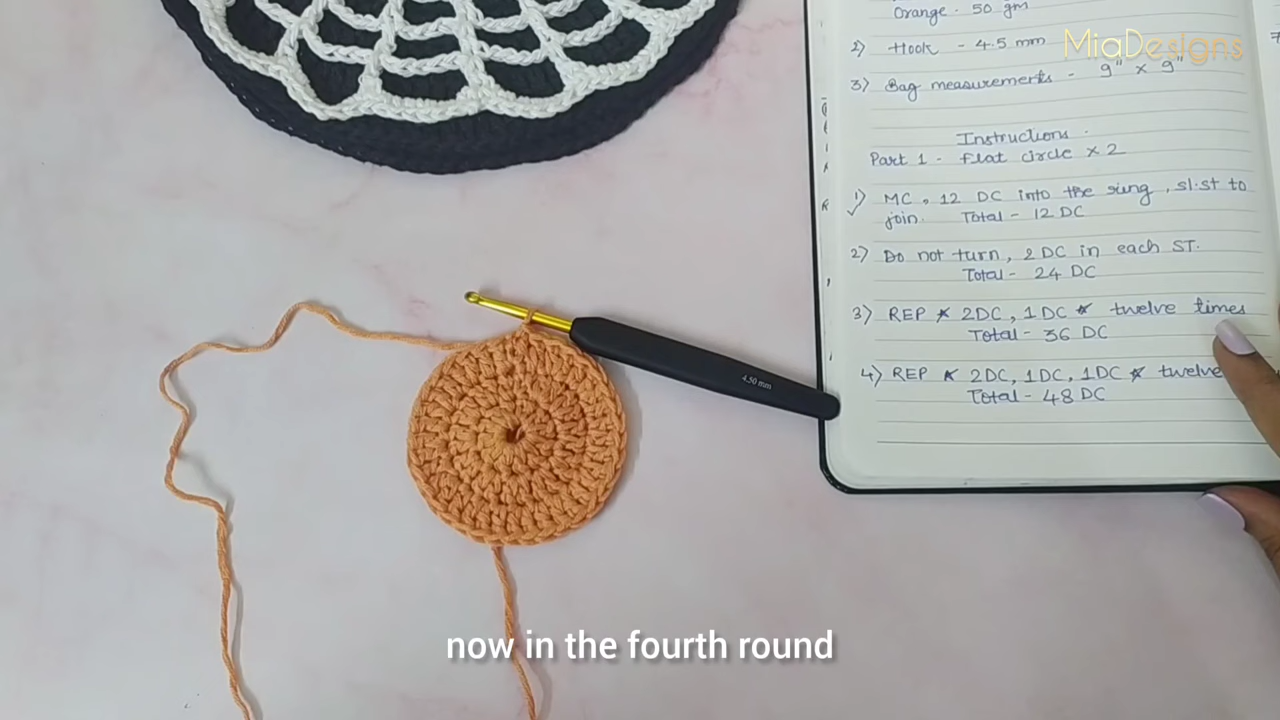 Orange - 50 gm
2) Hook - 4.5 mm
MiaDesigns
3) Bag measurements - 9" x 9"
Instructions.
Part 1 - Flat circle x 2
1) MC, 12 DC into the ring, sl.st to
join. Total - 12 DC
2) Do not turn, 2 DC in each ST.
Total - 24 DC
3) REP * 2DC, 1DC * twelve times
Total - 36 DC
4) REP * 2DC, 1DC, 1DC * twelve
Total - 48 DC
4.50 mm
now in the fourth round